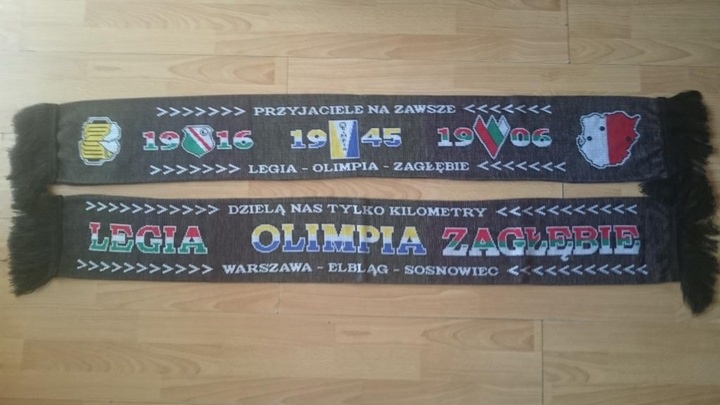 PRZYJACIELE NA ZAWSZE
1916 1945 1906
LEGIA - OLIMPIA - ZAGŁĘBIE
DZIELĄ NAS TYLKO KILOMETRY
LEGIA OLIMPIA ZAGŁĘBIE
WARSZAWA - ELBLĄG - SOSNOWIEC